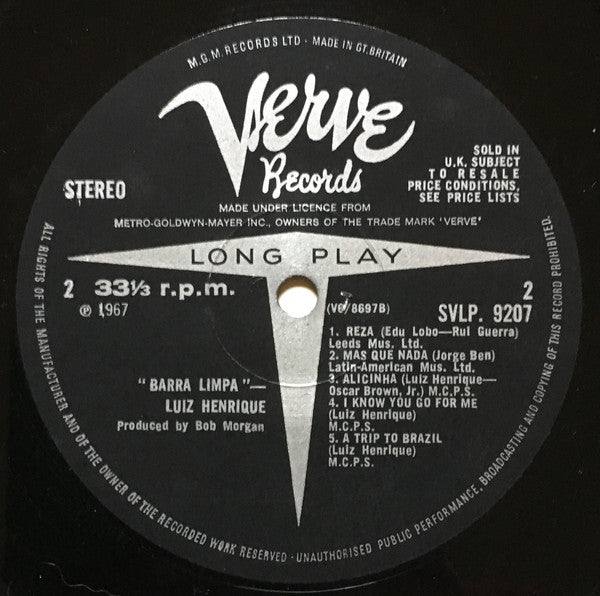 M.G.M. RECORDS LTD · MADE IN GT. BRITAIN
Verve
Records
STEREO
SOLD IN
U.K. SUBJECT
TO RESALE
PRICE CONDITIONS,
SEE PRICE LISTS
MADE UNDER LICENCE FROM
METRO-GOLDWYN-MAYER INC., OWNERS OF THE TRADE MARK 'VERVE'
LONG PLAY
2 33⅓ r.p.m.
℗ 1967
2
SVLP. 9207
"BARRA LIMPA"—
LUIZ HENRIQUE
Produced by Bob Morgan
1. REZA (Edu Lobo—Rui Guerra)
Leeds Mus. Ltd.
2. MAS QUE NADA (Jorge Ben)
Latin-American Mus. Ltd.
3. ALICINHA (Luiz Henrique—
Oscar Brown, Jr.) M.C.P.S.
4. I KNOW YOU GO FOR ME
(Luiz Henrique)
M.C.P.S.
5. A TRIP TO BRAZIL
(Luiz Henrique)
M.C.P.S.
ALL RIGHTS OF THE MANUFACTURER AND OF THE OWNER OF THE RECORDED WORK RESERVED · UNAUTHORISED PUBLIC PERFORMANCE, BROADCASTING AND COPYING OF THIS RECORD PROHIBITED.